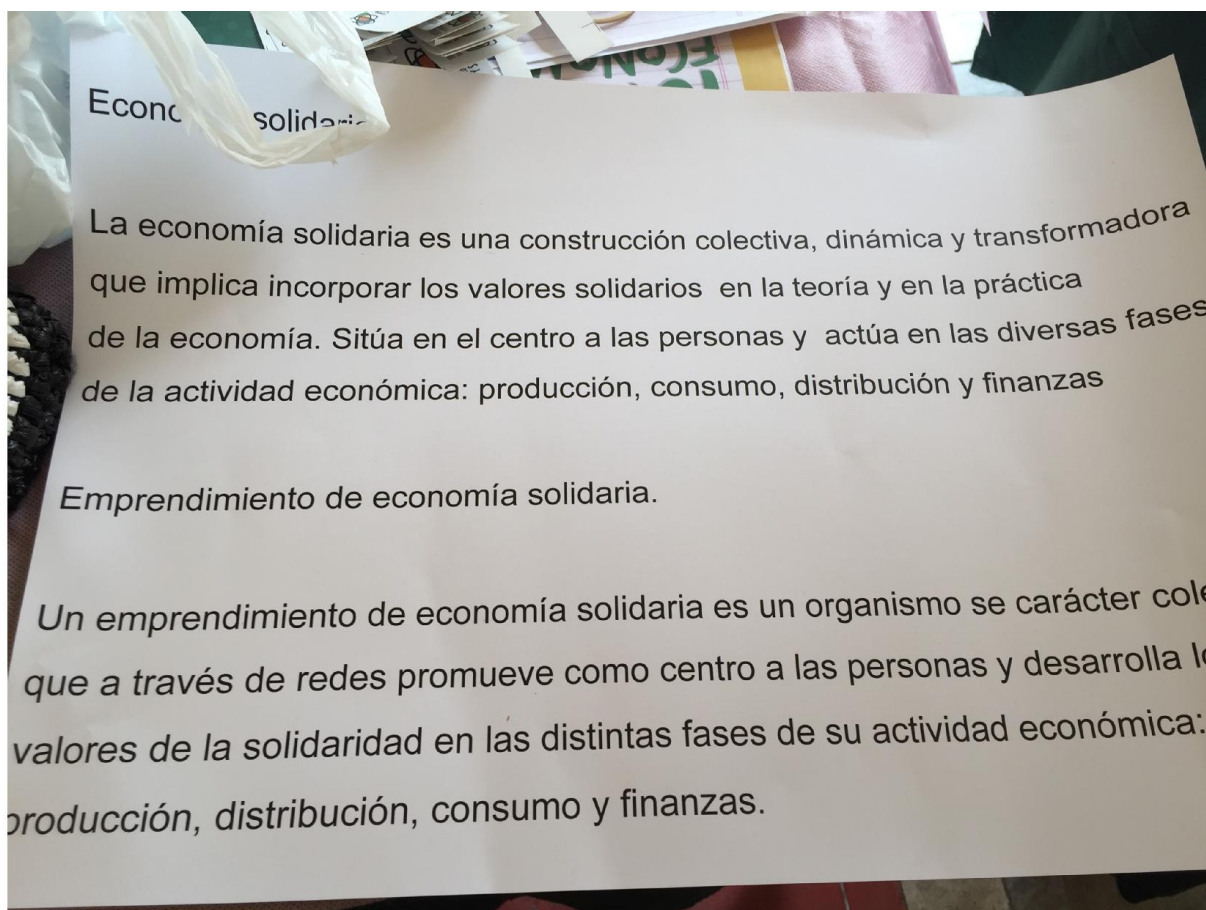 solidaria
La economía solidaria es una construcción colectiva, dinámica y transformadora
que implica incorporar los valores solidarios en la teoría y en la práctica
de la economía. Sitúa en el centro a las personas y actúa en las diversas fases
de la actividad económica: producción, consumo, distribución y finanzas
Emprendimiento de economía solidaria.
Un emprendimiento de economía solidaria es un organismo se carácter
que a través de redes promueve como centro a las personas y desarrolla
valores de la solidaridad en las distintas fases de su actividad económica:
producción, distribución, consumo y finanzas.